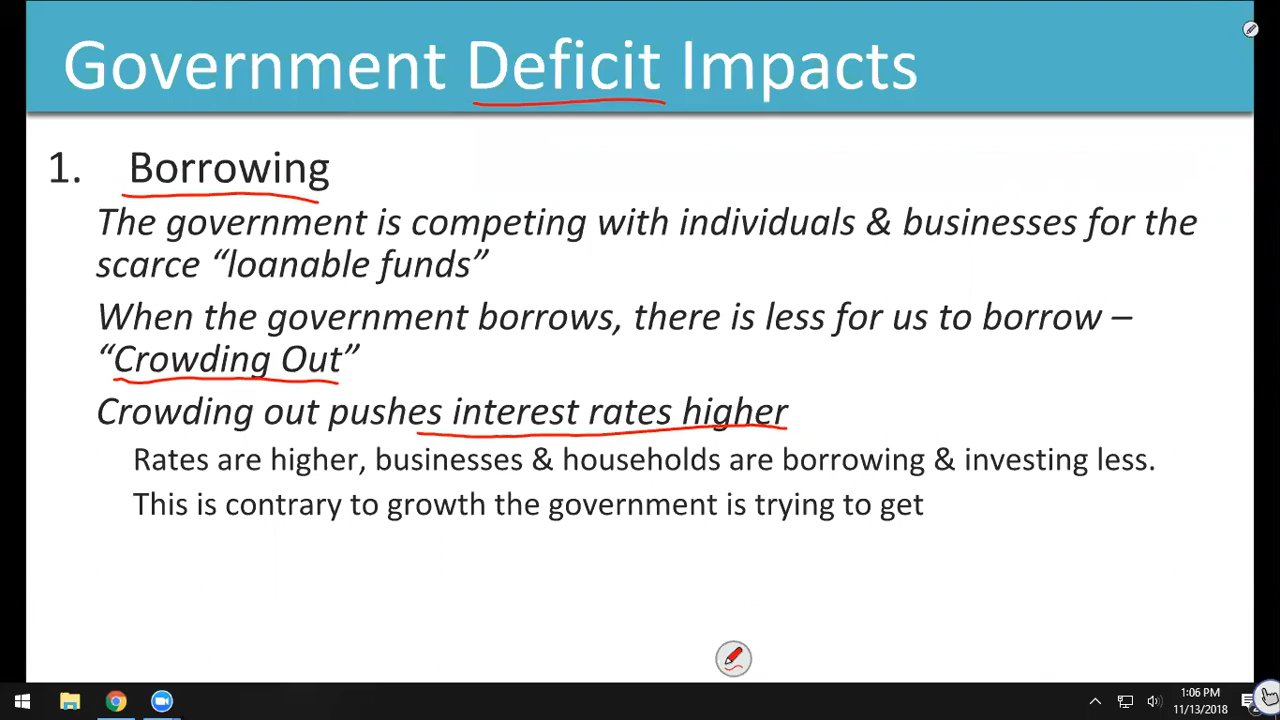 Government Deficit Impacts
1. Borrowing
The government is competing with individuals & businesses for the
scarce “loanable funds”
When the government borrows, there is less for us to borrow –
“Crowding Out”
Crowding out pushes interest rates higher
Rates are higher, businesses & households are borrowing & investing less.
This is contrary to growth the government is trying to get
1:06 PM
11/13/2018